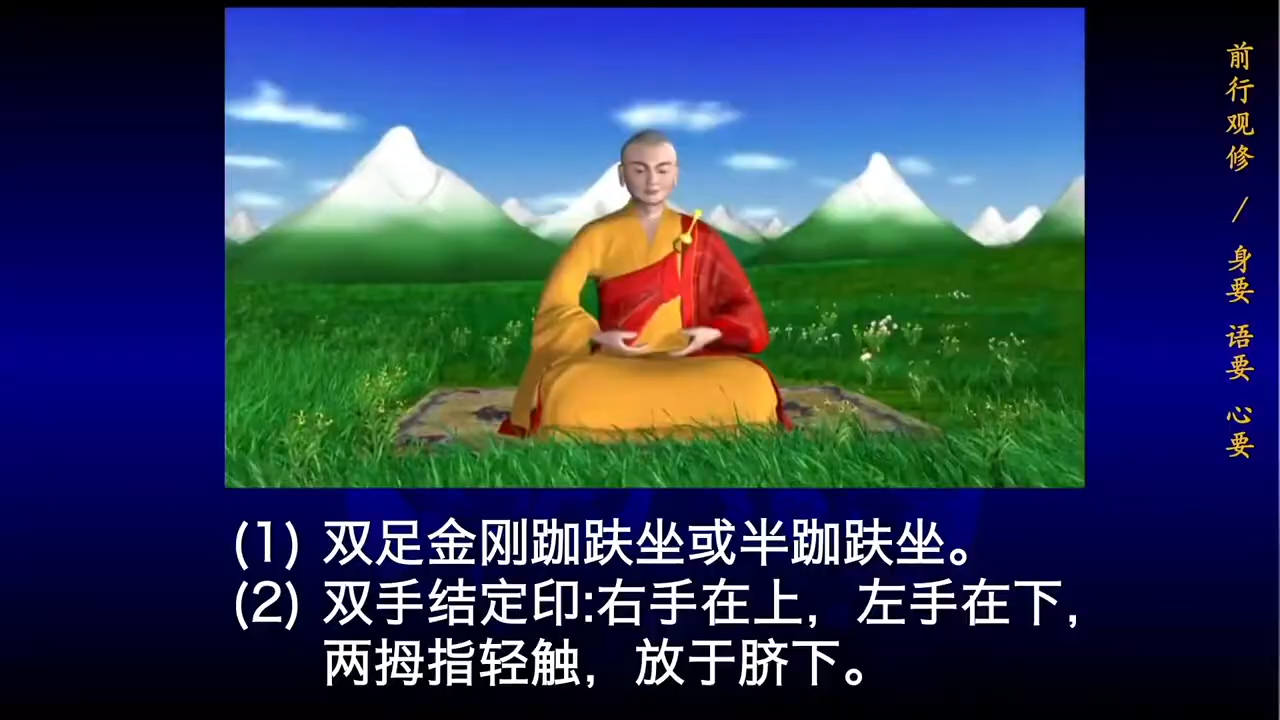 前行观修 / 身要 语要 心要
(1) 双足金刚跏趺坐或半跏趺坐。
(2) 双手结定印:右手在上，左手在下，
两拇指轻触，放于脐下。